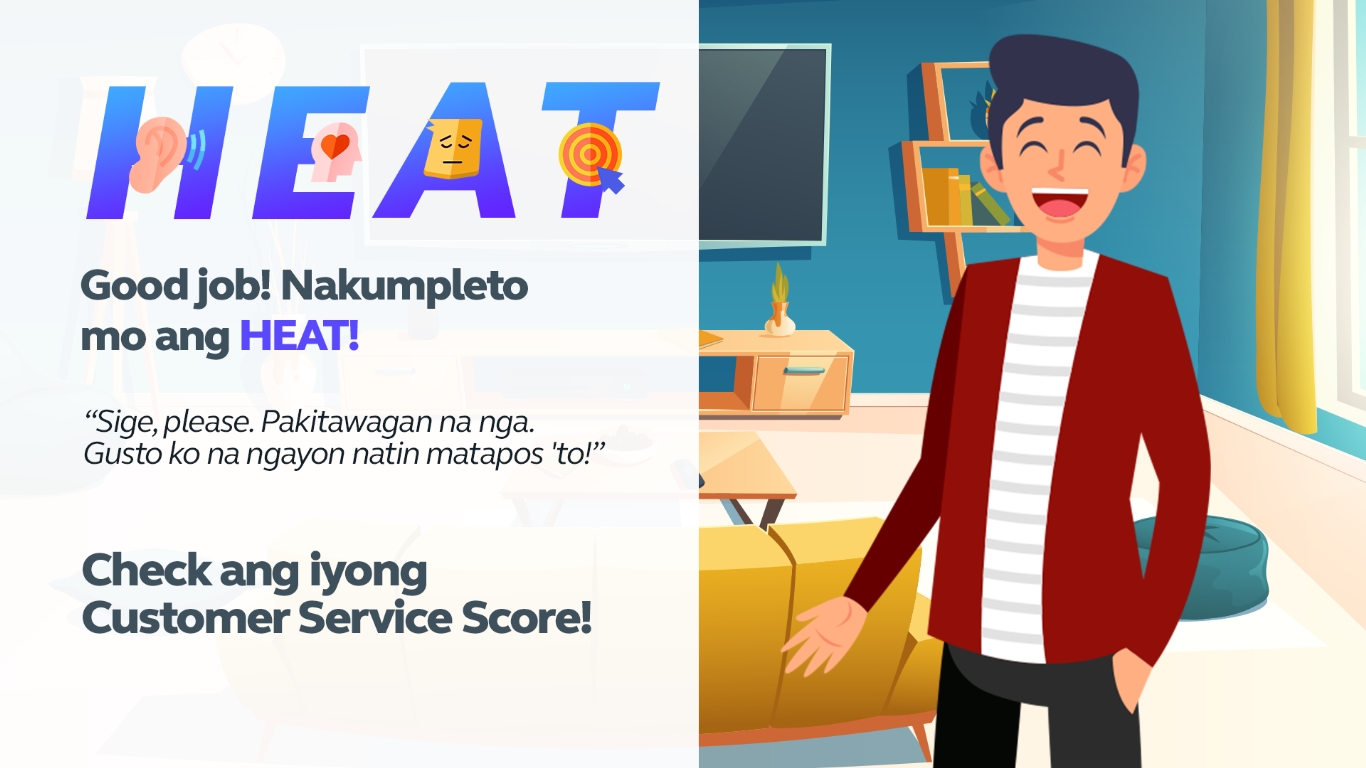 HEAT
Good job! Nakumpleto
mo ang HEAT!
“Sige, please. Pakitawagan na nga.
Gusto ko na ngayon natin matapos 'to!”
Check ang iyong
Customer Service Score!